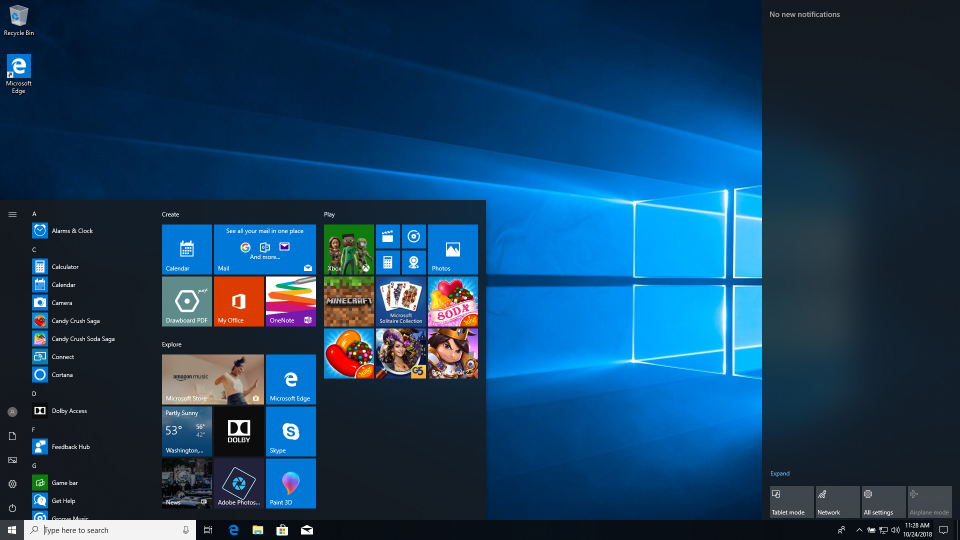 Recycle Bin
Microsoft
Edge
No new notifications
A
Alarms & Clock
C
Calculator
Calendar
Camera
Candy Crush Saga
Candy Crush Soda Saga
Connect
Cortana
D
Dolby Access
F
Feedback Hub
G
Game bar
Get Help
Groove Music
Create
See all your mail in one place
And more...
Calendar
Mail
Drawboard PDF
My Office
OneNote
Explore
amazon music
Microsoft Store
Microsoft Edge
Partly Sunny
53°
56°
42°
Washington,...
DOLBY
Skype
News
Adobe Photos...
Paint 3D
Play
Xbox
Photos
MINECRAFT
Microsoft
Solitaire Collection
SODA
Expand
Tablet mode
Network
All settings
Airplane mode
Type here to search
11:28 AM
10/24/2018